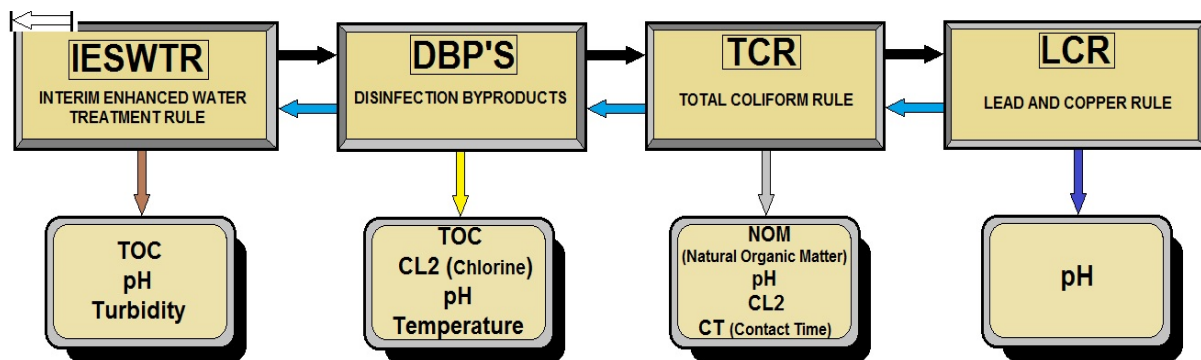 IESWTR
INTERIM ENHANCED WATER
TREATMENT RULE
DBP'S
DISINFECTION BYPRODUCTS
TCR
TOTAL COLIFORM RULE
LCR
LEAD AND COPPER RULE
TOC
pH
Turbidity
TOC
CL2 (Chlorine)
pH
Temperature
NOM
(Natural Organic Matter)
pH
CL2
CT (Contact Time)
pH